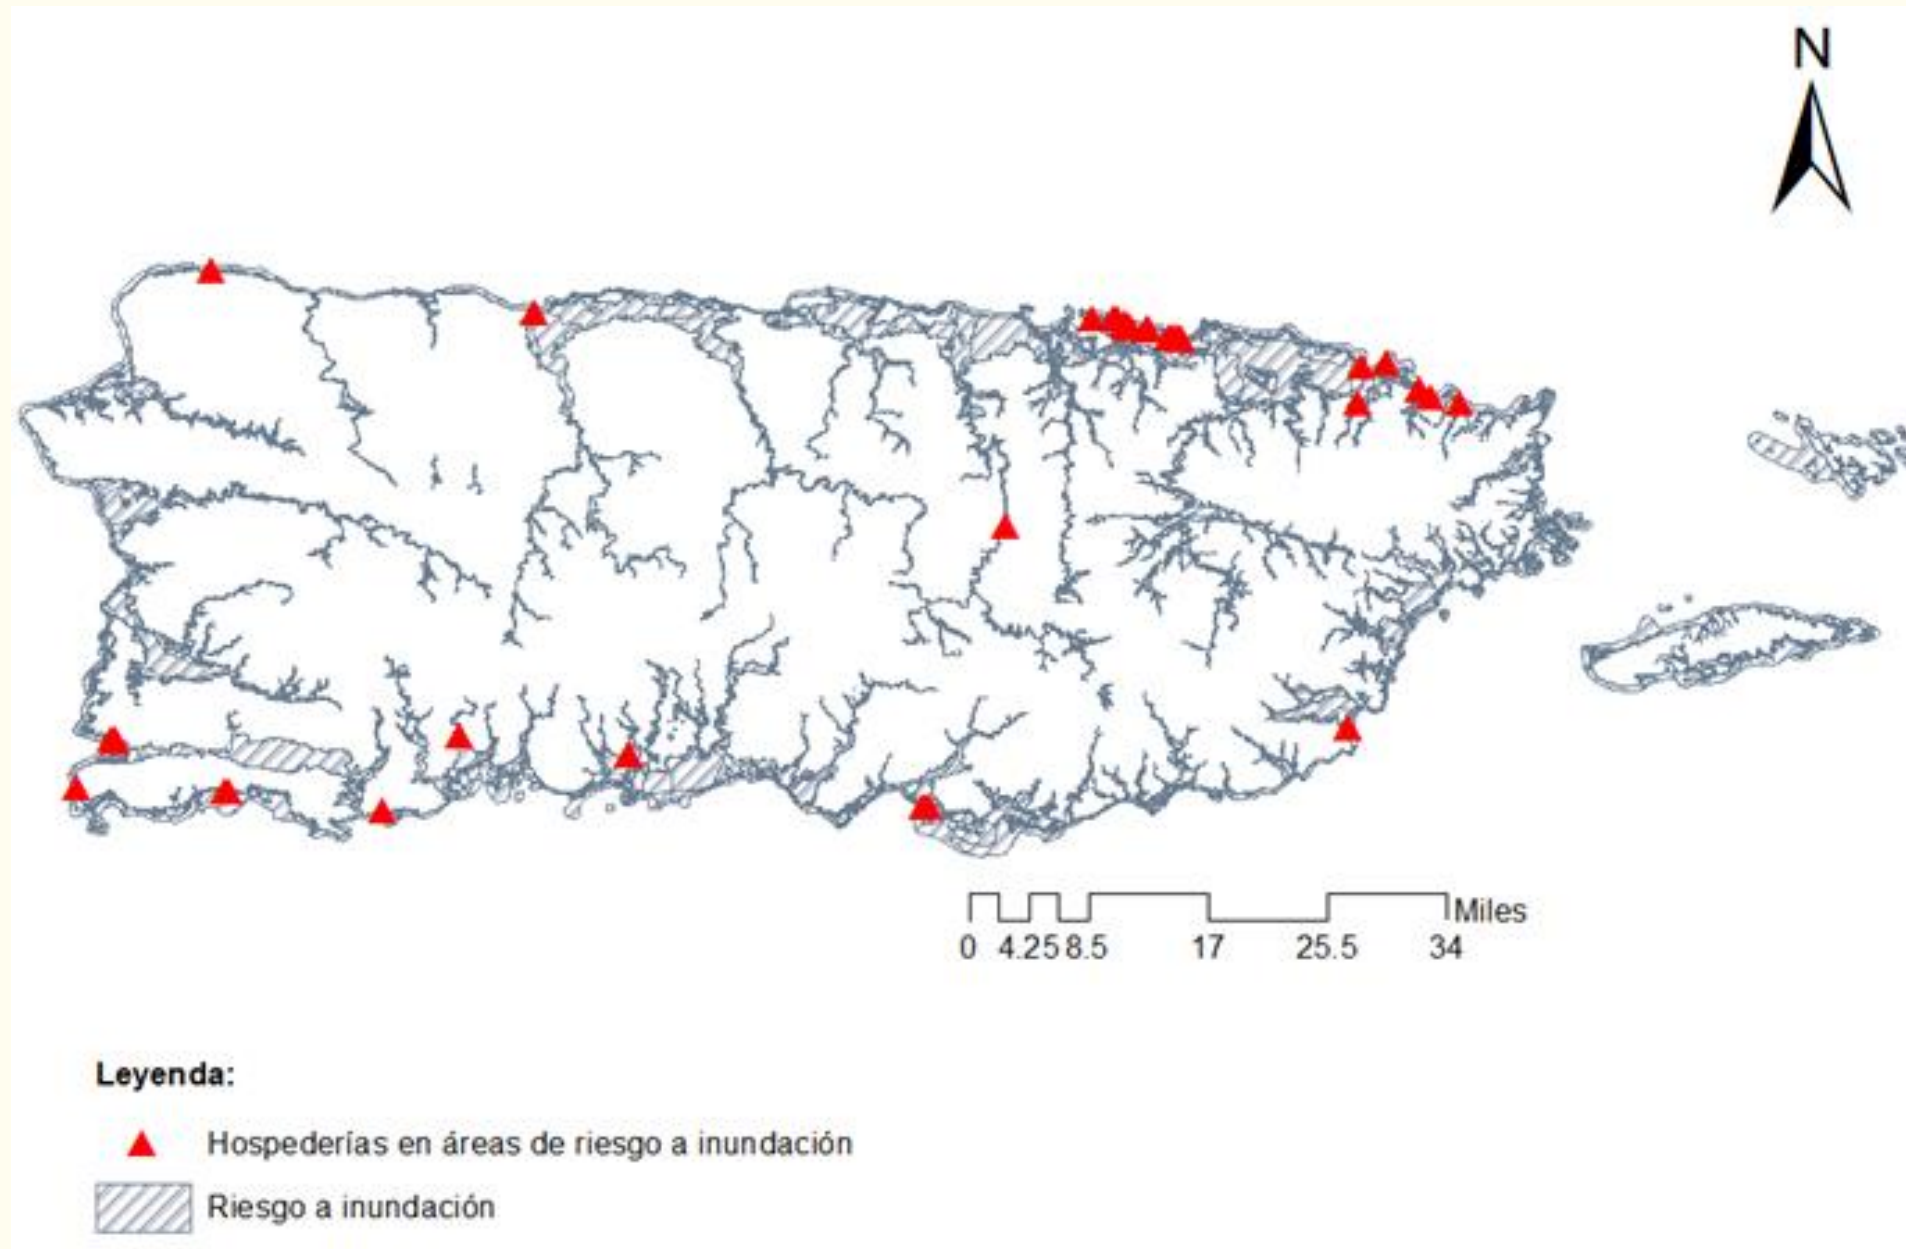 N
Miles
0 4.25 8.5 17 25.5 34
Leyenda:
Hospederías en áreas de riesgo a inundación
Riesgo a inundación